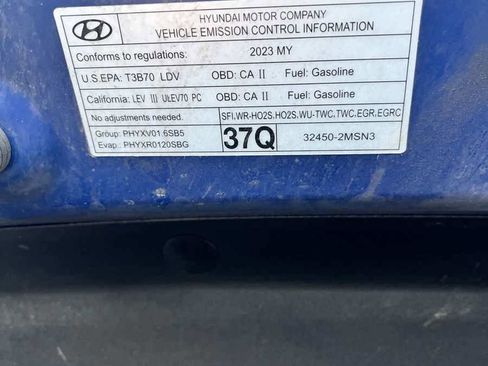 HYUNDAI MOTOR COMPANY
VEHICLE EMISSION CONTROL INFORMATION
Conforms to regulations: 2023 MY
U.S.EPA: T3B70 LDV OBD: CA II Fuel: Gasoline
California: LEV III ULEV70 PC OBD: CA II Fuel: Gasoline
No adjustments needed. SFI.WR-HO2S.HO2S.WU-TWC.TWC.EGR.EGRC
Group: PHYXV01.6SB5
Evap: PHYXR0120SBG
37Q 32450-2MSN3